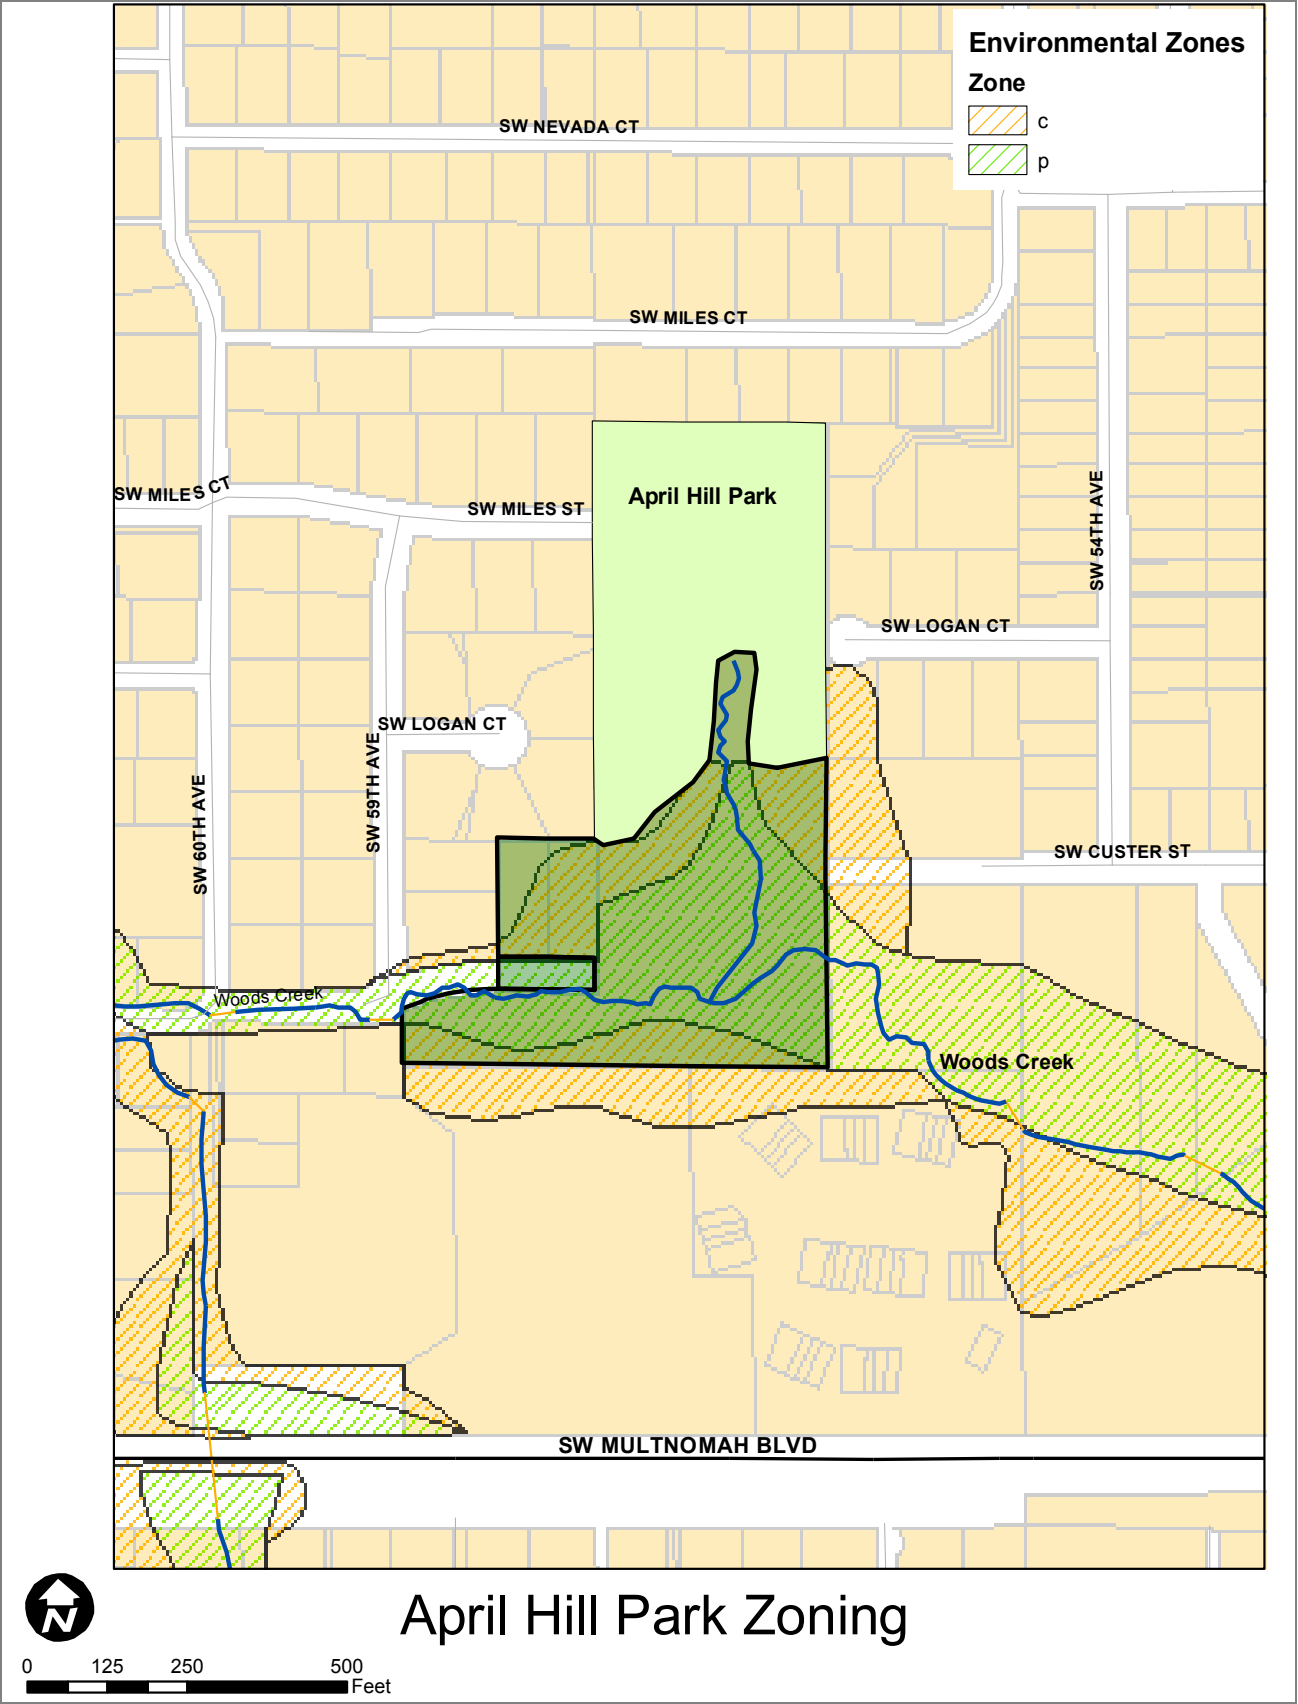 Environmental Zones
Zone
c
p
SW NEVADA CT
SW MILES CT
SW MILES CT
SW MILES ST
April Hill Park
SW 54TH AVE
SW LOGAN CT
SW LOGAN CT
SW 59TH AVE
SW 60TH AVE
SW CUSTER ST
Woods Creek
Woods Creek
SW MULTNOMAH BLVD
N
April Hill Park Zoning
0 125 250 500
Feet